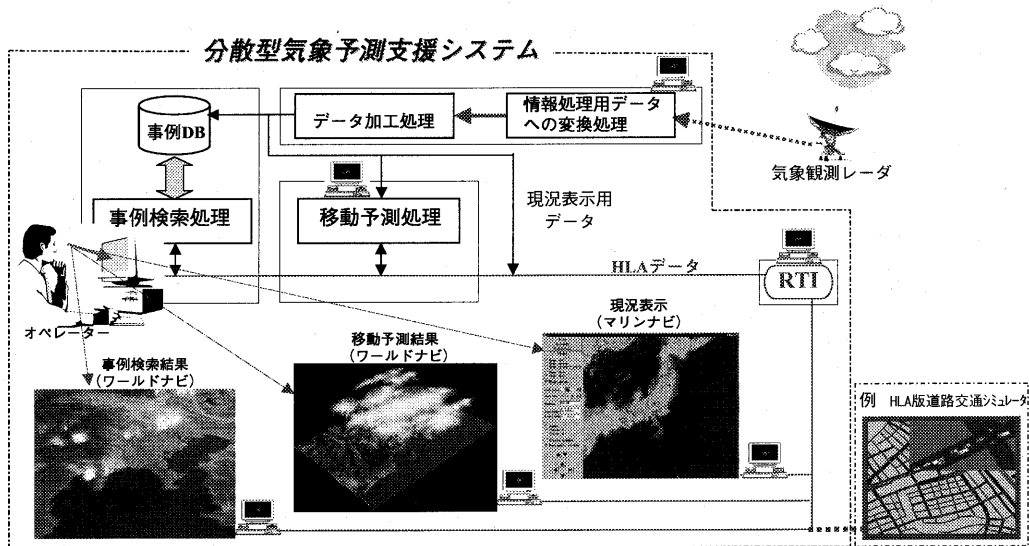 分散型気象予測支援システム
事例DB
データ加工処理
情報処理用データ
への変換処理
気象観測レーダ
事例検索処理
移動予測処理
現況表示用
データ
HLAデータ
RTI
オペレーター
事例検索結果
(ワールドナビ)
移動予測結果
(ワールドナビ)
現況表示
(マリンナビ)
例 HLA版道路交通シミュレータ